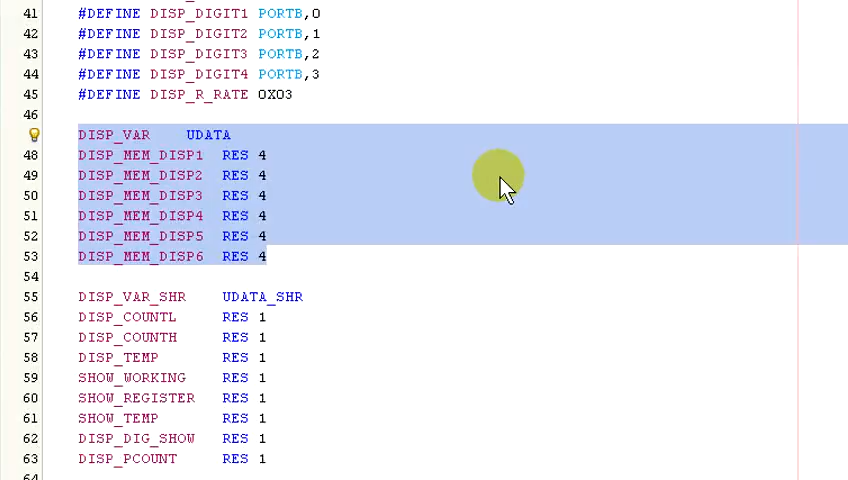 41 #DEFINE DISP_DIGIT1 PORTB,0
42 #DEFINE DISP_DIGIT2 PORTB,1
43 #DEFINE DISP_DIGIT3 PORTB,2
44 #DEFINE DISP_DIGIT4 PORTB,3
45 #DEFINE DISP_R_RATE 0X03
46
DISP_VAR UDATA
48 DISP_MEM_DISP1 RES 4
49 DISP_MEM_DISP2 RES 4
50 DISP_MEM_DISP3 RES 4
51 DISP_MEM_DISP4 RES 4
52 DISP_MEM_DISP5 RES 4
53 DISP_MEM_DISP6 RES 4
54
55 DISP_VAR_SHR UDATA_SHR
56 DISP_COUNTL RES 1
57 DISP_COUNTH RES 1
58 DISP_TEMP RES 1
59 SHOW_WORKING RES 1
60 SHOW_REGISTER RES 1
61 SHOW_TEMP RES 1
62 DISP_DIG_SHOW RES 1
63 DISP_PCOUNT RES 1
64